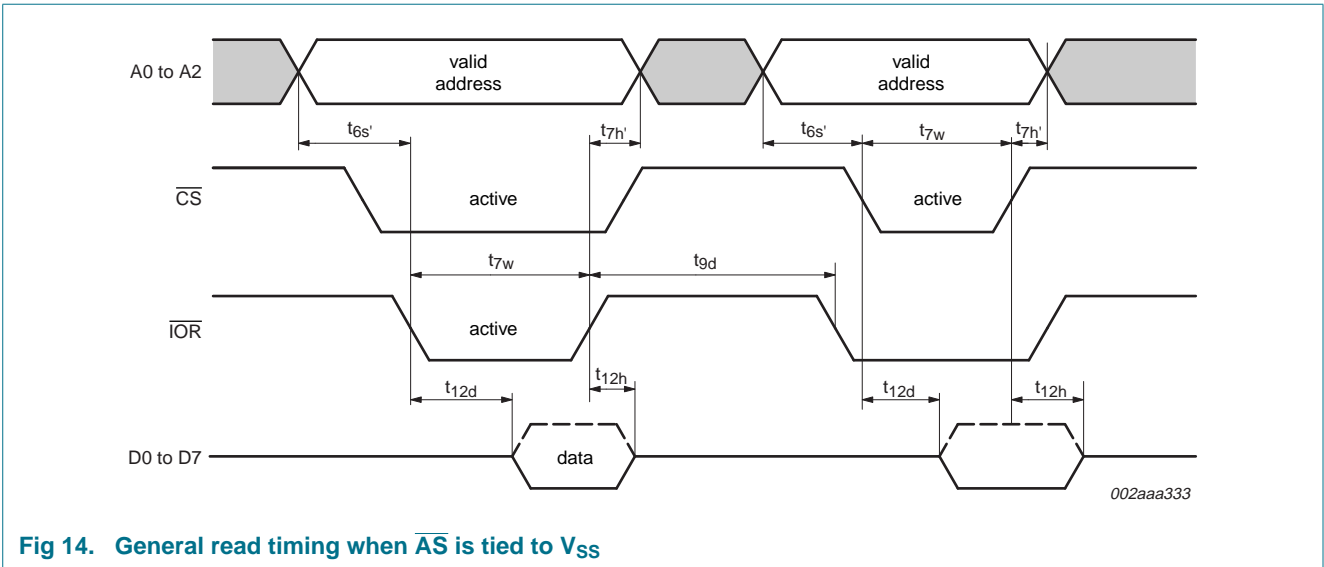 valid
address
valid
address
A0 to A2
t6s'
t7h'
t6s'
t7w
t7h'
CS
active
active
t7w
t9d
IOR
active
t12d
t12h
t12d
t12h
D0 to D7
data
002aaa333
Fig 14. General read timing when AS is tied to VSS